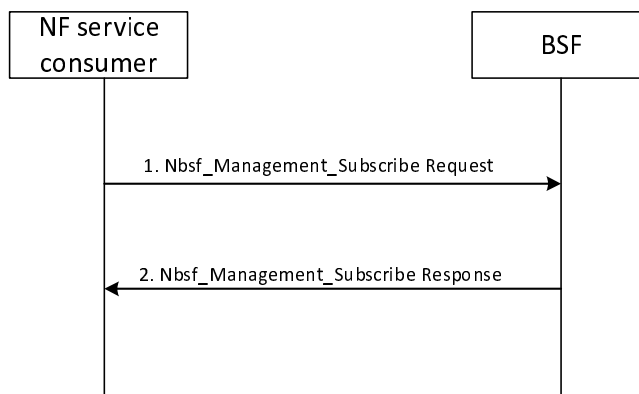 NF service
consumer
BSF
1. Nbsf_Management_Subscribe Request
2. Nbsf_Management_Subscribe Response